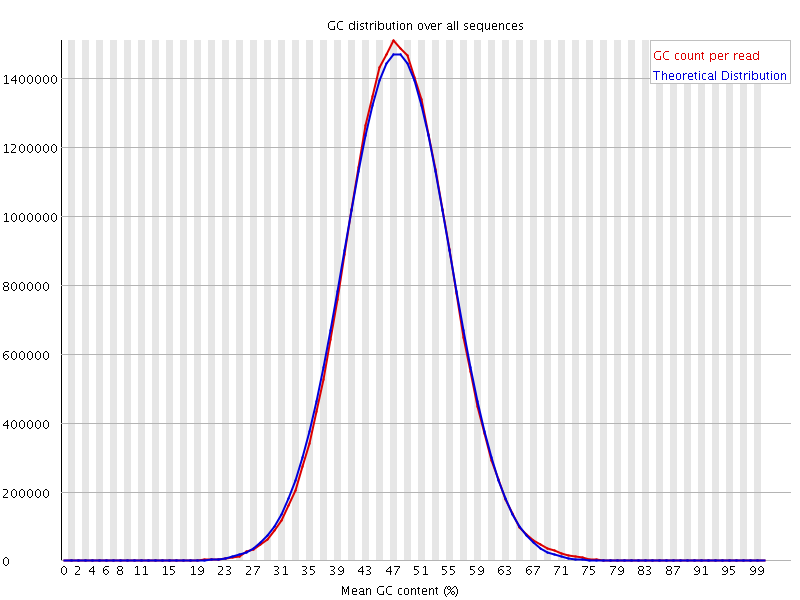 GC distribution over all sequences
GC count per read
Theoretical Distribution
1400000
1200000
1000000
800000
600000
400000
200000
0
0 2 4 6 8 11 15 19 23 27 31 35 39 43 47 51 55 59 63 67 71 75 79 83 87 91 95 99
Mean GC content (%)